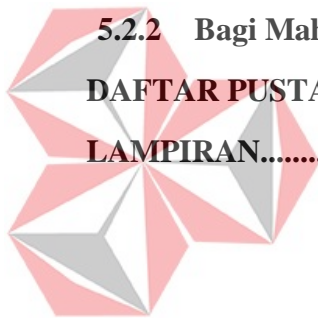 5.2.2 Bagi Mah
DAFTAR PUSTA
LAMPIRAN........